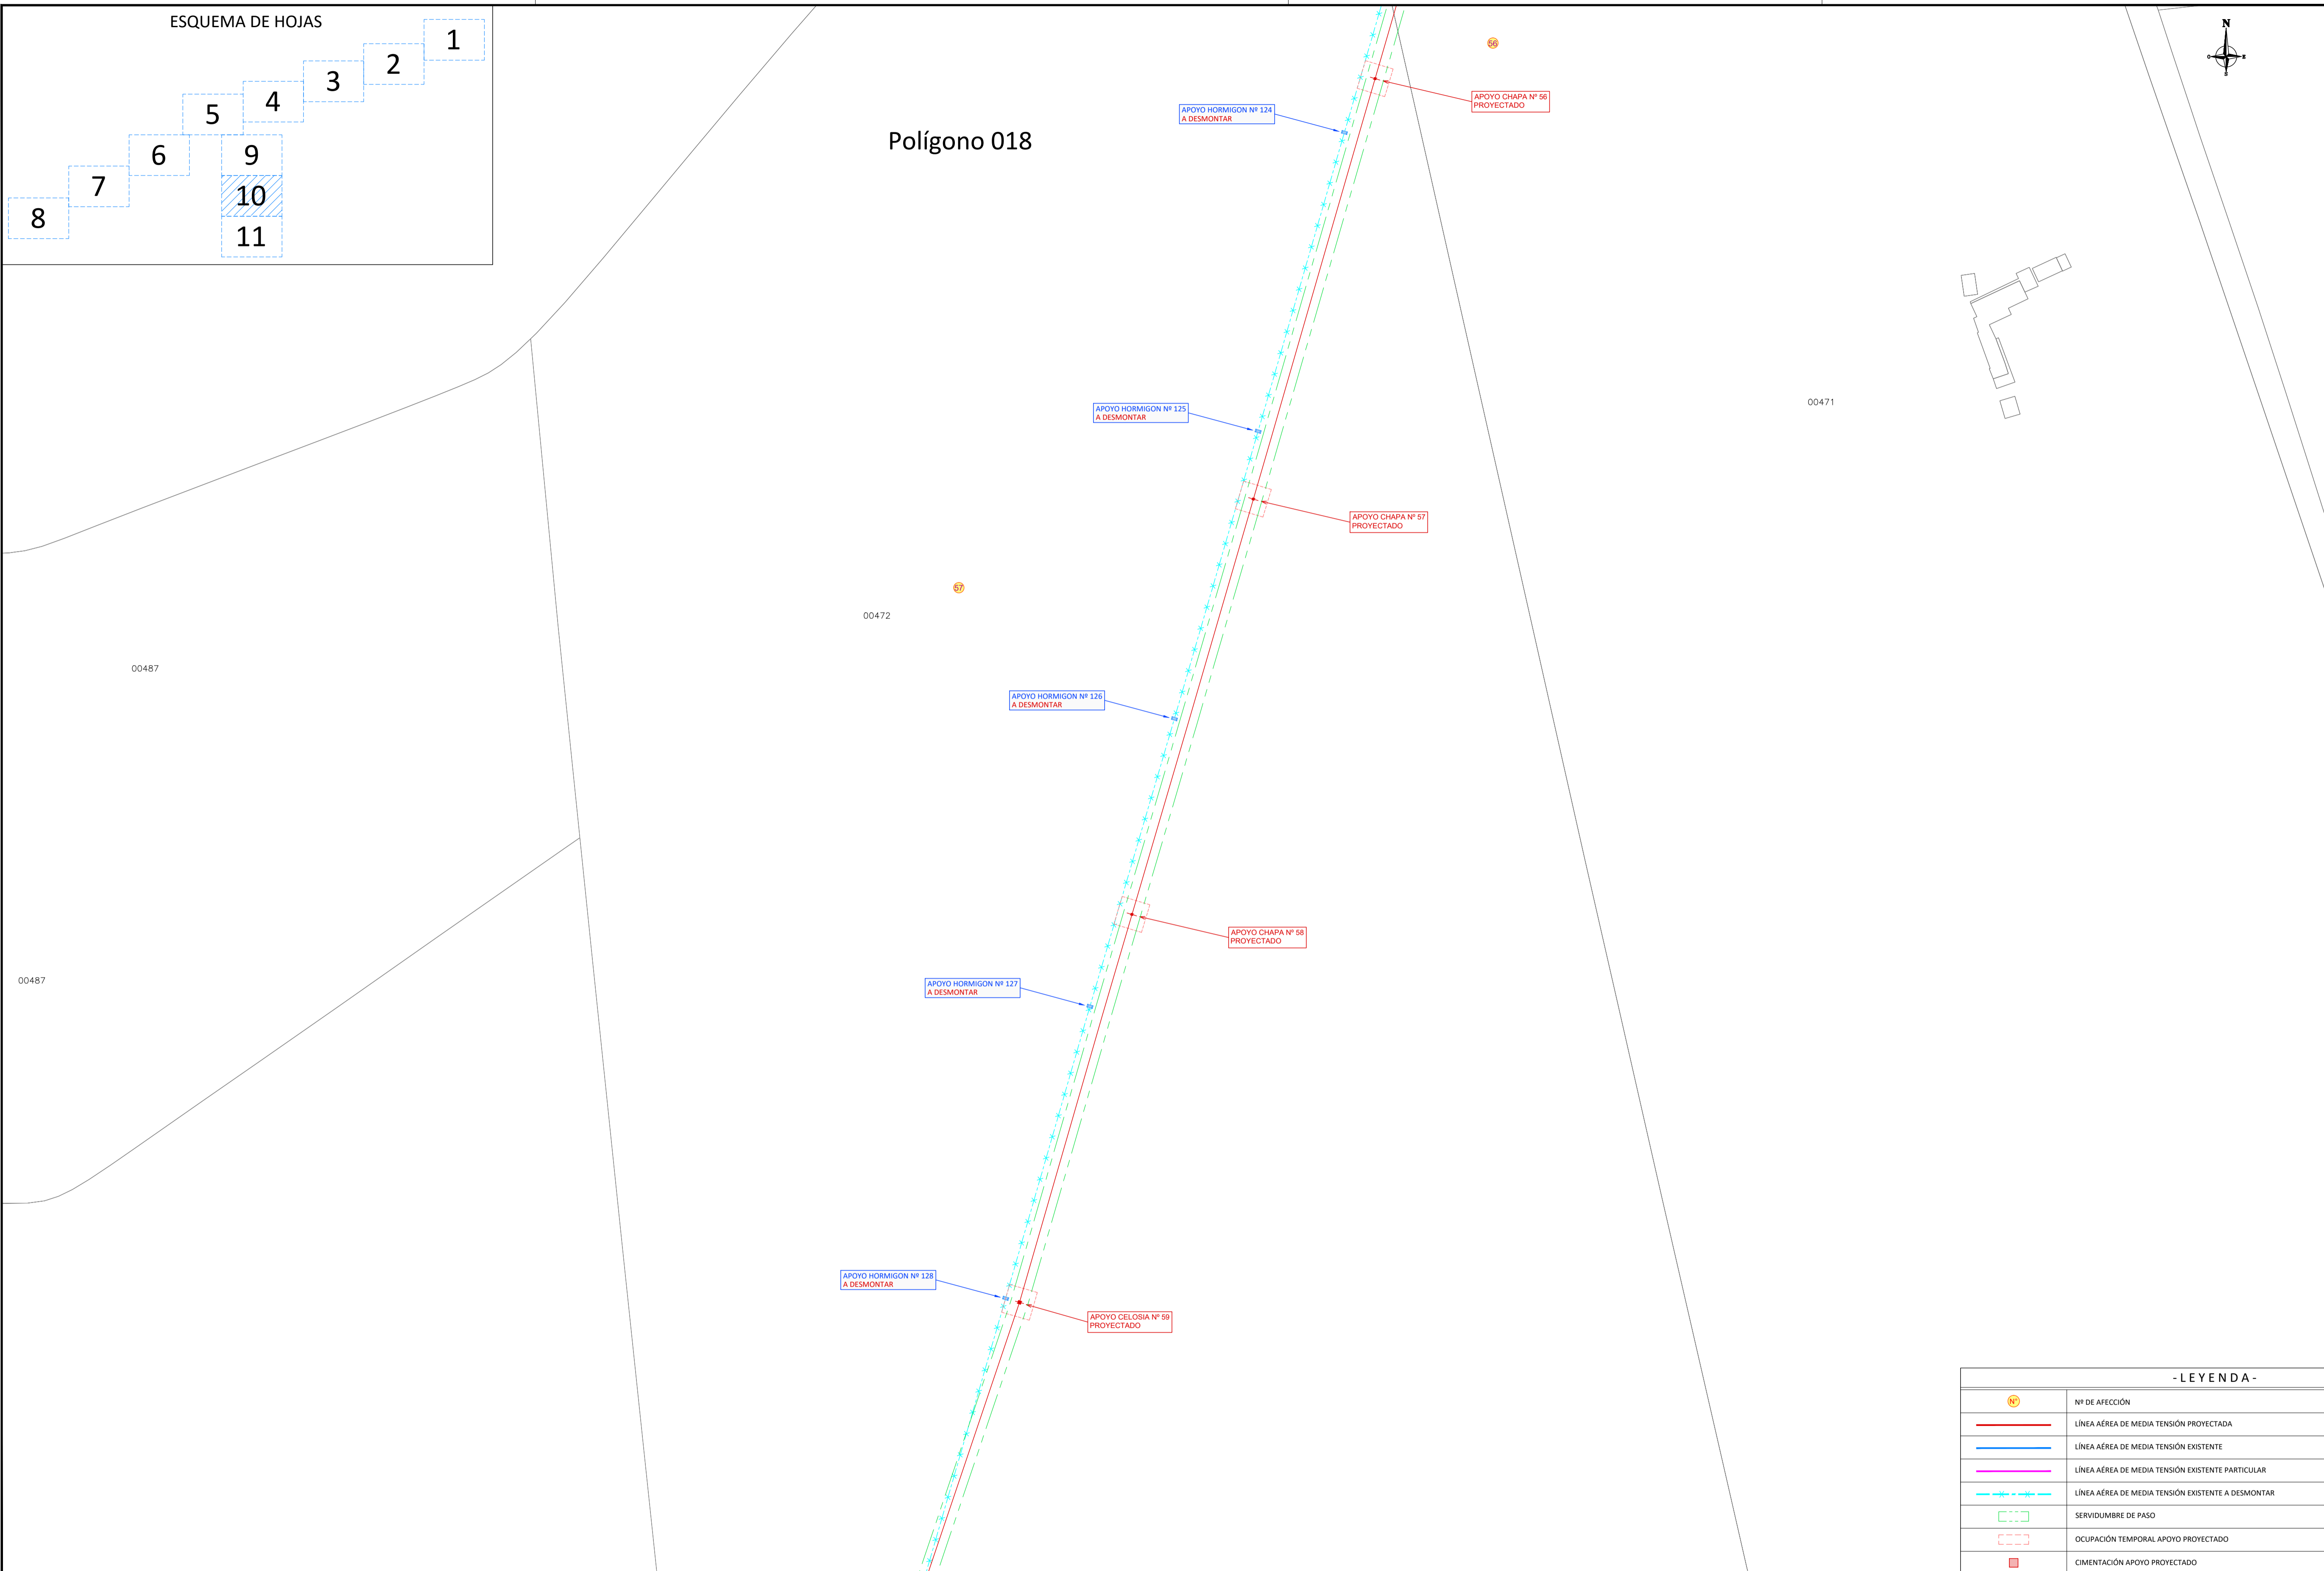 ESQUEMA DE HOJAS
1
2
3
4
5
6
9
7
10
8
11
Polígono 018
N
O
E
S
56
APOYO CHAPA Nº 56
PROYECTADO
APOYO HORMIGON Nº 124
A DESMONTAR
00471
APOYO HORMIGON Nº 125
A DESMONTAR
APOYO CHAPA Nº 57
PROYECTADO
57
00472
00487
APOYO HORMIGON Nº 126
A DESMONTAR
APOYO CHAPA Nº 58
PROYECTADO
00487
APOYO HORMIGON Nº 127
A DESMONTAR
APOYO HORMIGON Nº 128
A DESMONTAR
APOYO CELOSIA Nº 59
PROYECTADO
-LEYENDA-
N°
Nº DE AFECCIÓN
LÍNEA AÉREA DE MEDIA TENSIÓN PROYECTADA
LÍNEA AÉREA DE MEDIA TENSIÓN EXISTENTE
LÍNEA AÉREA DE MEDIA TENSIÓN EXISTENTE PARTICULAR
LÍNEA AÉREA DE MEDIA TENSIÓN EXISTENTE A DESMONTAR
SERVIDUMBRE DE PASO
OCUPACIÓN TEMPORAL APOYO PROYECTADO
CIMENTACIÓN APOYO PROYECTADO